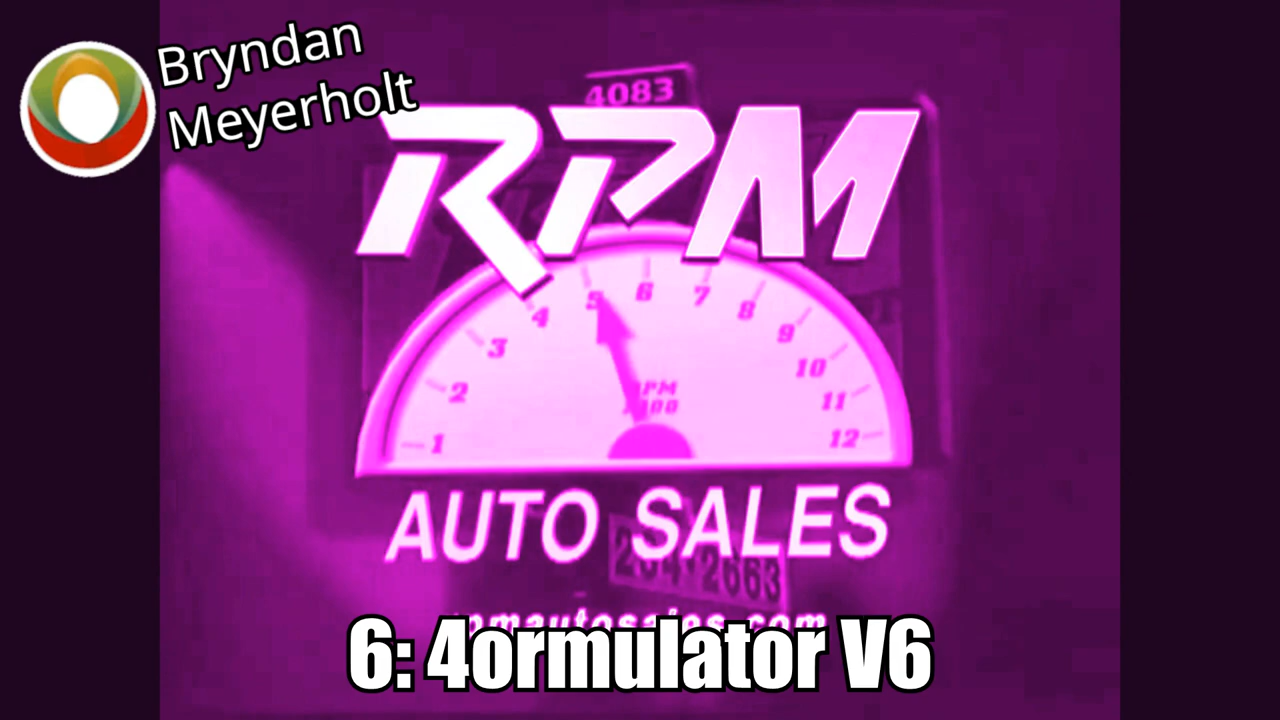 Bryndan
Meyerholt
4083
RPM
1 2 3 4 5 6 7 8 9 10 11 12
AUTO SALES
2663
6: 4ormulator V6